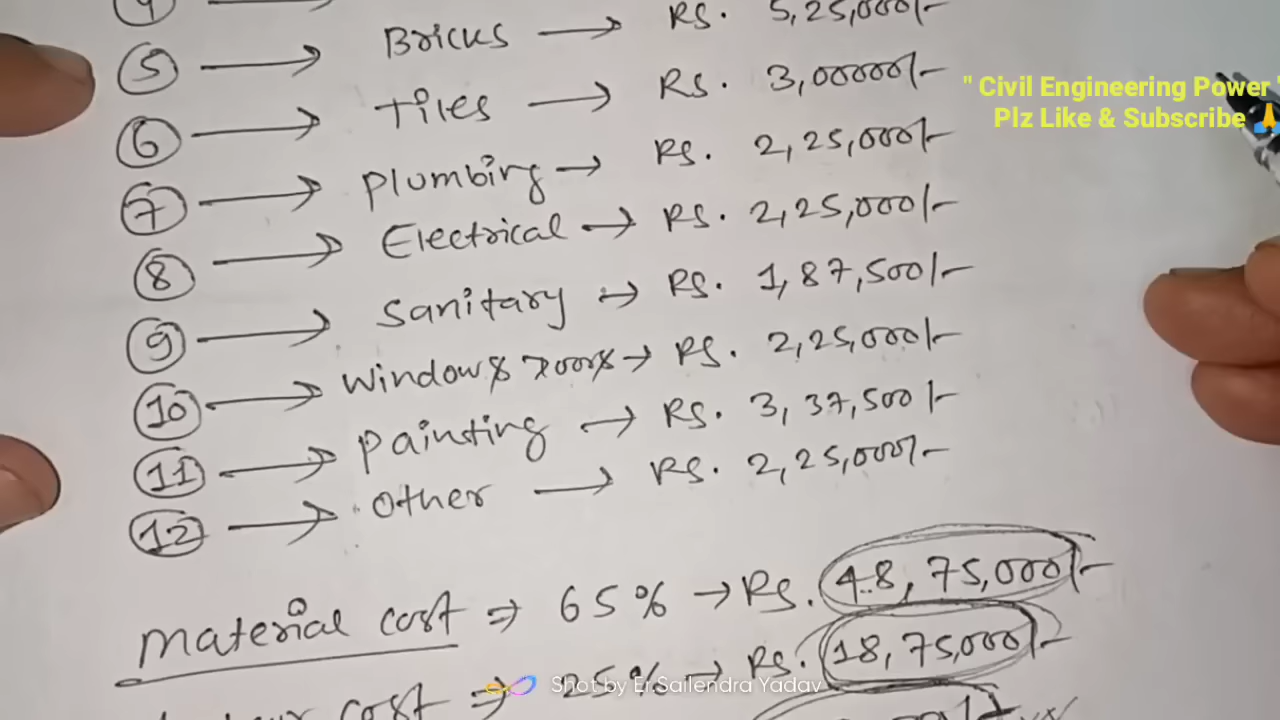 4
5 → Bricks → Rs. 5,25,000/-
6 → Tiles → Rs. 3,00000/-
7 → Plumbing → Rs. 2,25,000/-
8 → Electrical → Rs. 2,25,000/-
9 → Sanitary → Rs. 1,87,500/-
10 → Window & Doors → Rs. 2,25,000/-
11 → Painting → Rs. 3,37,500/-
12 → Other → Rs. 2,25,000/-
Material cost ⇒ 65% → Rs. 48,75,000/-
cost ⇒ 25% → Rs. 18,75,000/-
" Civil Engineering Power "
Plz Like & Subscribe 🙏
Shot by Er.Sailendra Yadav